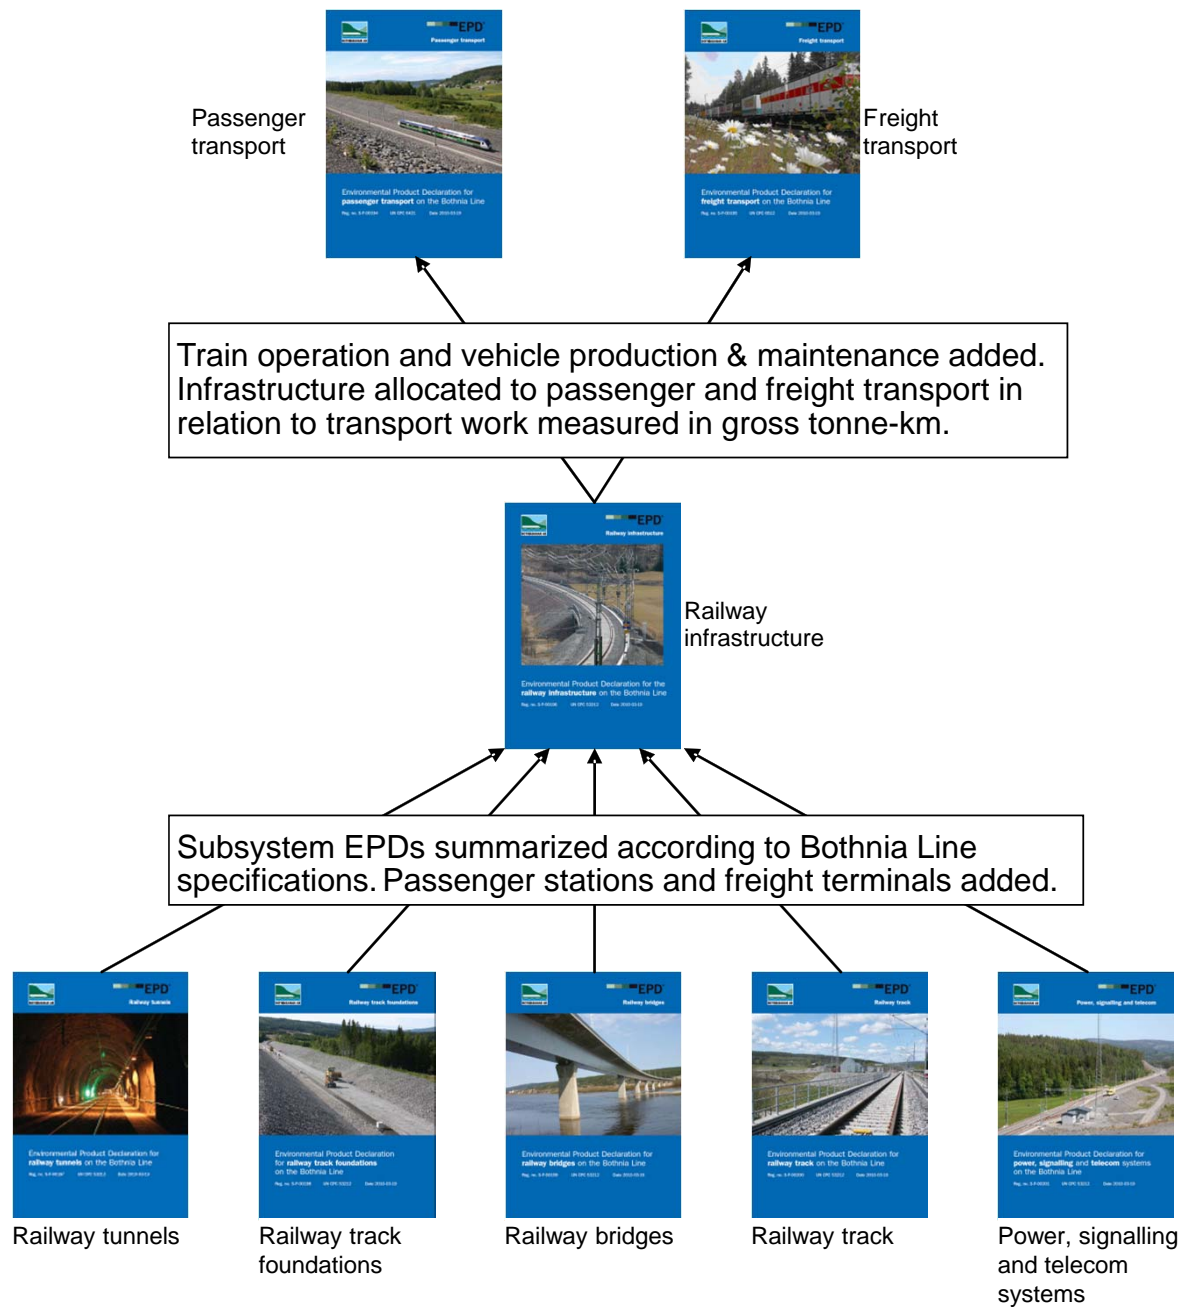 EPD
Passenger transport
Environmental Product Declaration for
passenger transport on the Bothnia Line
EPD
Freight transport
Environmental Product Declaration for
freight transport on the Bothnia Line
Passenger
transport
Freight
transport
Train operation and vehicle production & maintenance added.
Infrastructure allocated to passenger and freight transport in
relation to transport work measured in gross tonne-km.
EPD
Railway infrastructure
Environmental Product Declaration for the
railway infrastructure on the Bothnia Line
Railway
infrastructure
Subsystem EPDs summarized according to Bothnia Line
specifications. Passenger stations and freight terminals added.
EPD
Railway tunnels
Environmental Product Declaration for
railway tunnels on the Bothnia Line
Railway tunnels
EPD
Railway track foundations
Environmental Product Declaration
for railway track foundations
on the Bothnia Line
Railway track
foundations
EPD
Railway bridges
Environmental Product Declaration for
railway bridges on the Bothnia Line
Railway bridges
EPD
Railway track
Environmental Product Declaration for
railway track on the Bothnia Line
Railway track
EPD
Power, signalling and telecom
Environmental Product Declaration for
power, signalling and telecom systems
on the Bothnia Line
Power, signalling
and telecom
systems